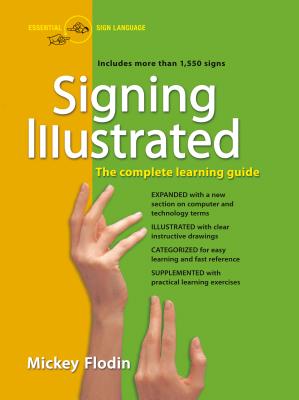 ESSENTIAL SIGN LANGUAGE
Includes more than 1,550 signs
Signing
Illustrated
The complete learning guide
EXPANDED with a new
section on computer and
technology terms
ILLUSTRATED with clear
instructive drawings
CATEGORIZED for easy
learning and fast reference
SUPPLEMENTED with
practical learning exercises
Mickey Flodin